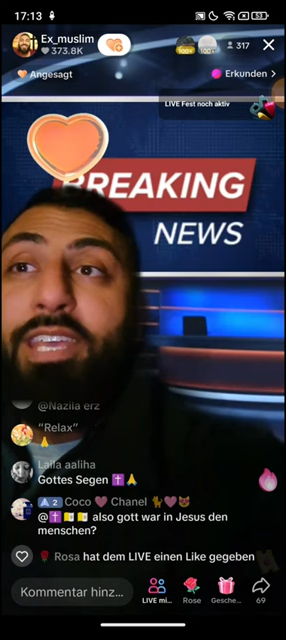 17:13
53
Ex_muslim
373.8K
317
Angesagt
Erkunden
LIVE Fest noch aktiv
BREAKING
NEWS
@Nazila erz
"Relax"
🙏
Laila aaliha
Gottes Segen ✝️🙏
A 2 Coco 🩷 Chanel 🐈🩷😻
@✝️🇻🇦🇻🇦 also gott war in Jesus den
menschen?
🌹 Rosa hat dem LIVE einen Like gegeben
Kommentar hinz...
LIVE mi...
Rose
Gesche...
69